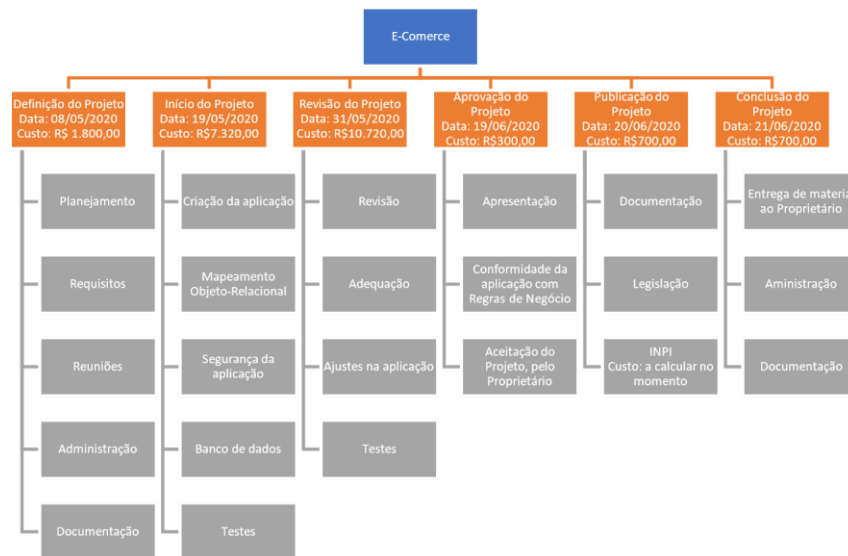 E-Comerce
Definição do Projeto
Data: 08/05/2020
Custo: R$ 1.800,00
Planejamento
Requisitos
Reuniões
Administração
Documentação
Início do Projeto
Data: 19/05/2020
Custo: R$7.320,00
Criação da aplicação
Mapeamento
Objeto-Relacional
Segurança da
aplicação
Banco de dados
Testes
Revisão do Projeto
Data: 31/05/2020
Custo: R$10.720,00
Revisão
Adequação
Ajustes na aplicação
Testes
Aprovação do
Projeto
Data: 19/06/2020
Custo: R$300,00
Apresentação
Conformidade da
aplicação com
Regras de Negócio
Aceitação do
Projeto, pelo
Proprietário
Publicação do
Projeto
Data: 20/06/2020
Custo: R$700,00
Documentação
Legislação
INPI
Custo: a calcular no
momento
Conclusão do
Projeto
Data: 21/06/2020
Custo: R$700,00
Entrega de materia
ao Proprietário
Aministração
Documentação